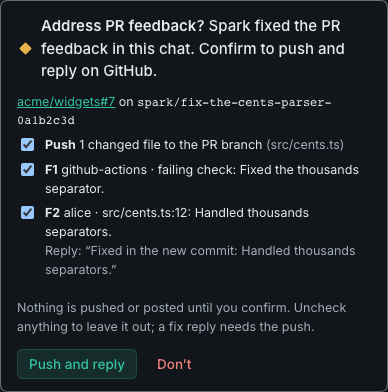 Address PR feedback? Spark fixed the PR
feedback in this chat. Confirm to push and
reply on GitHub.
acme/widgets#7 on spark/fix-the-cents-parser-
0a1b2c3d
Push 1 changed file to the PR branch (src/cents.ts)
F1 github-actions · failing check: Fixed the thousands
separator.
F2 alice · src/cents.ts:12: Handled thousands
separators.
Reply: “Fixed in the new commit: Handled thousands
separators.”
Nothing is pushed or posted until you confirm. Uncheck
anything to leave it out; a fix reply needs the push.
Push and reply
Don’t